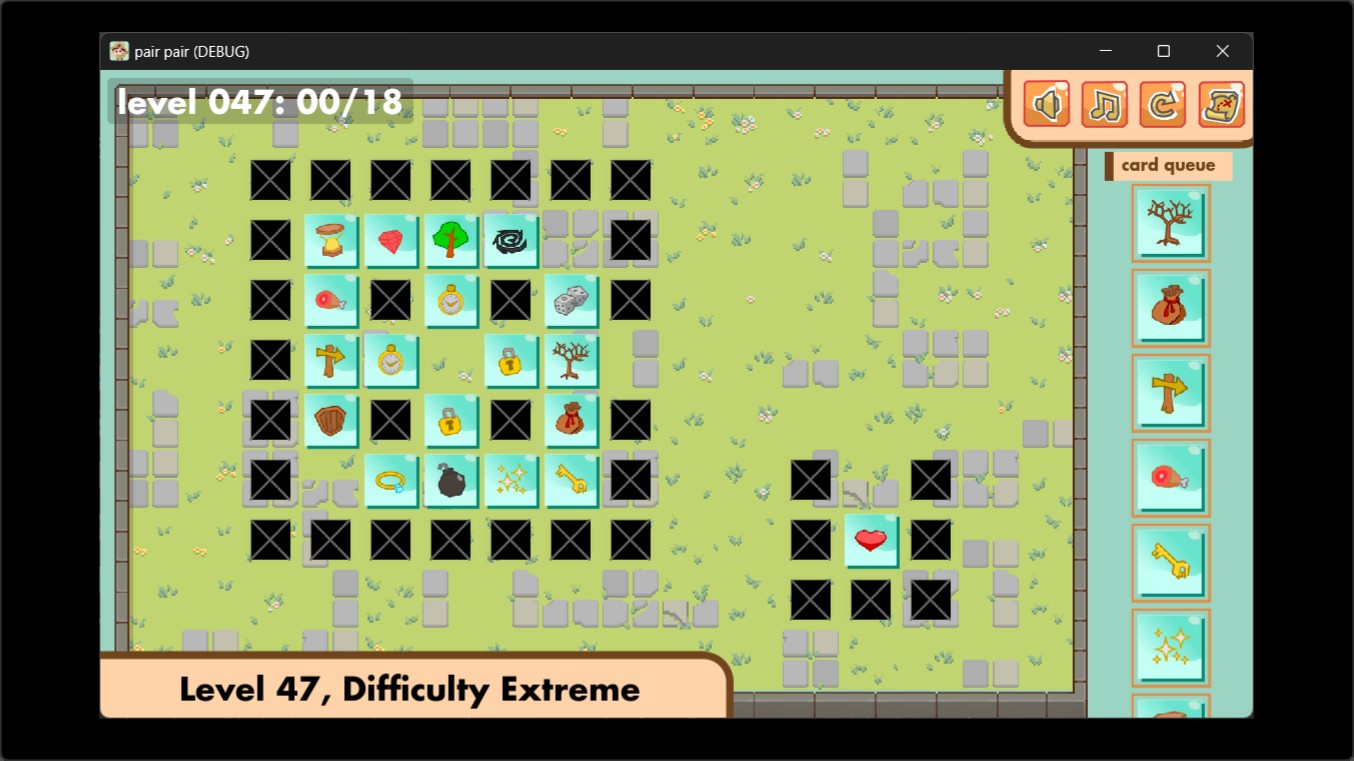 pair pair (DEBUG)
level 047: 00/18
card queue
Level 47, Difficulty Extreme